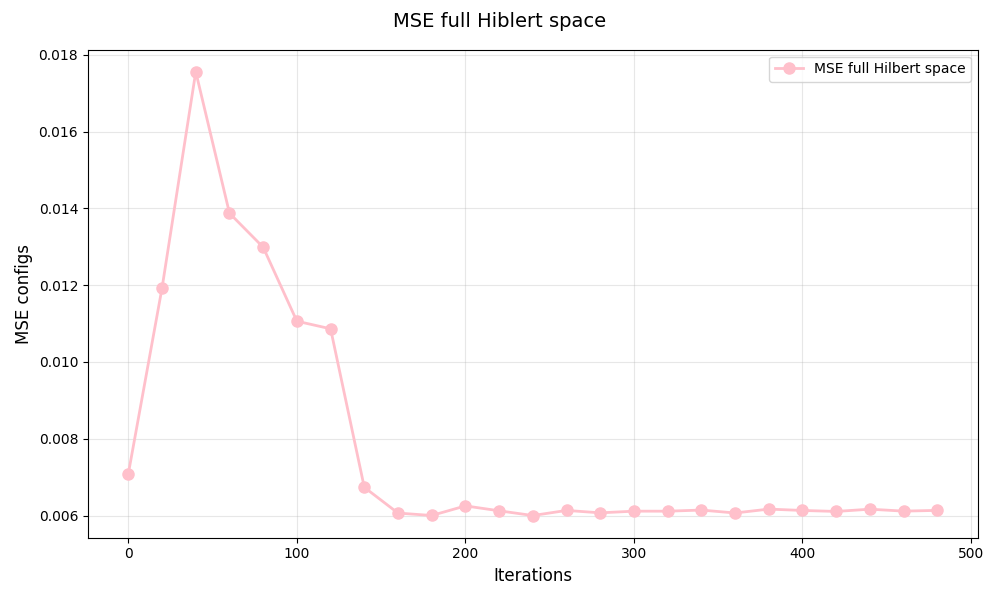 MSE full Hiblert space
MSE full Hilbert space
MSE configs
0.018
0.016
0.014
0.012
0.010
0.008
0.006
0 100 200 300 400 500
Iterations